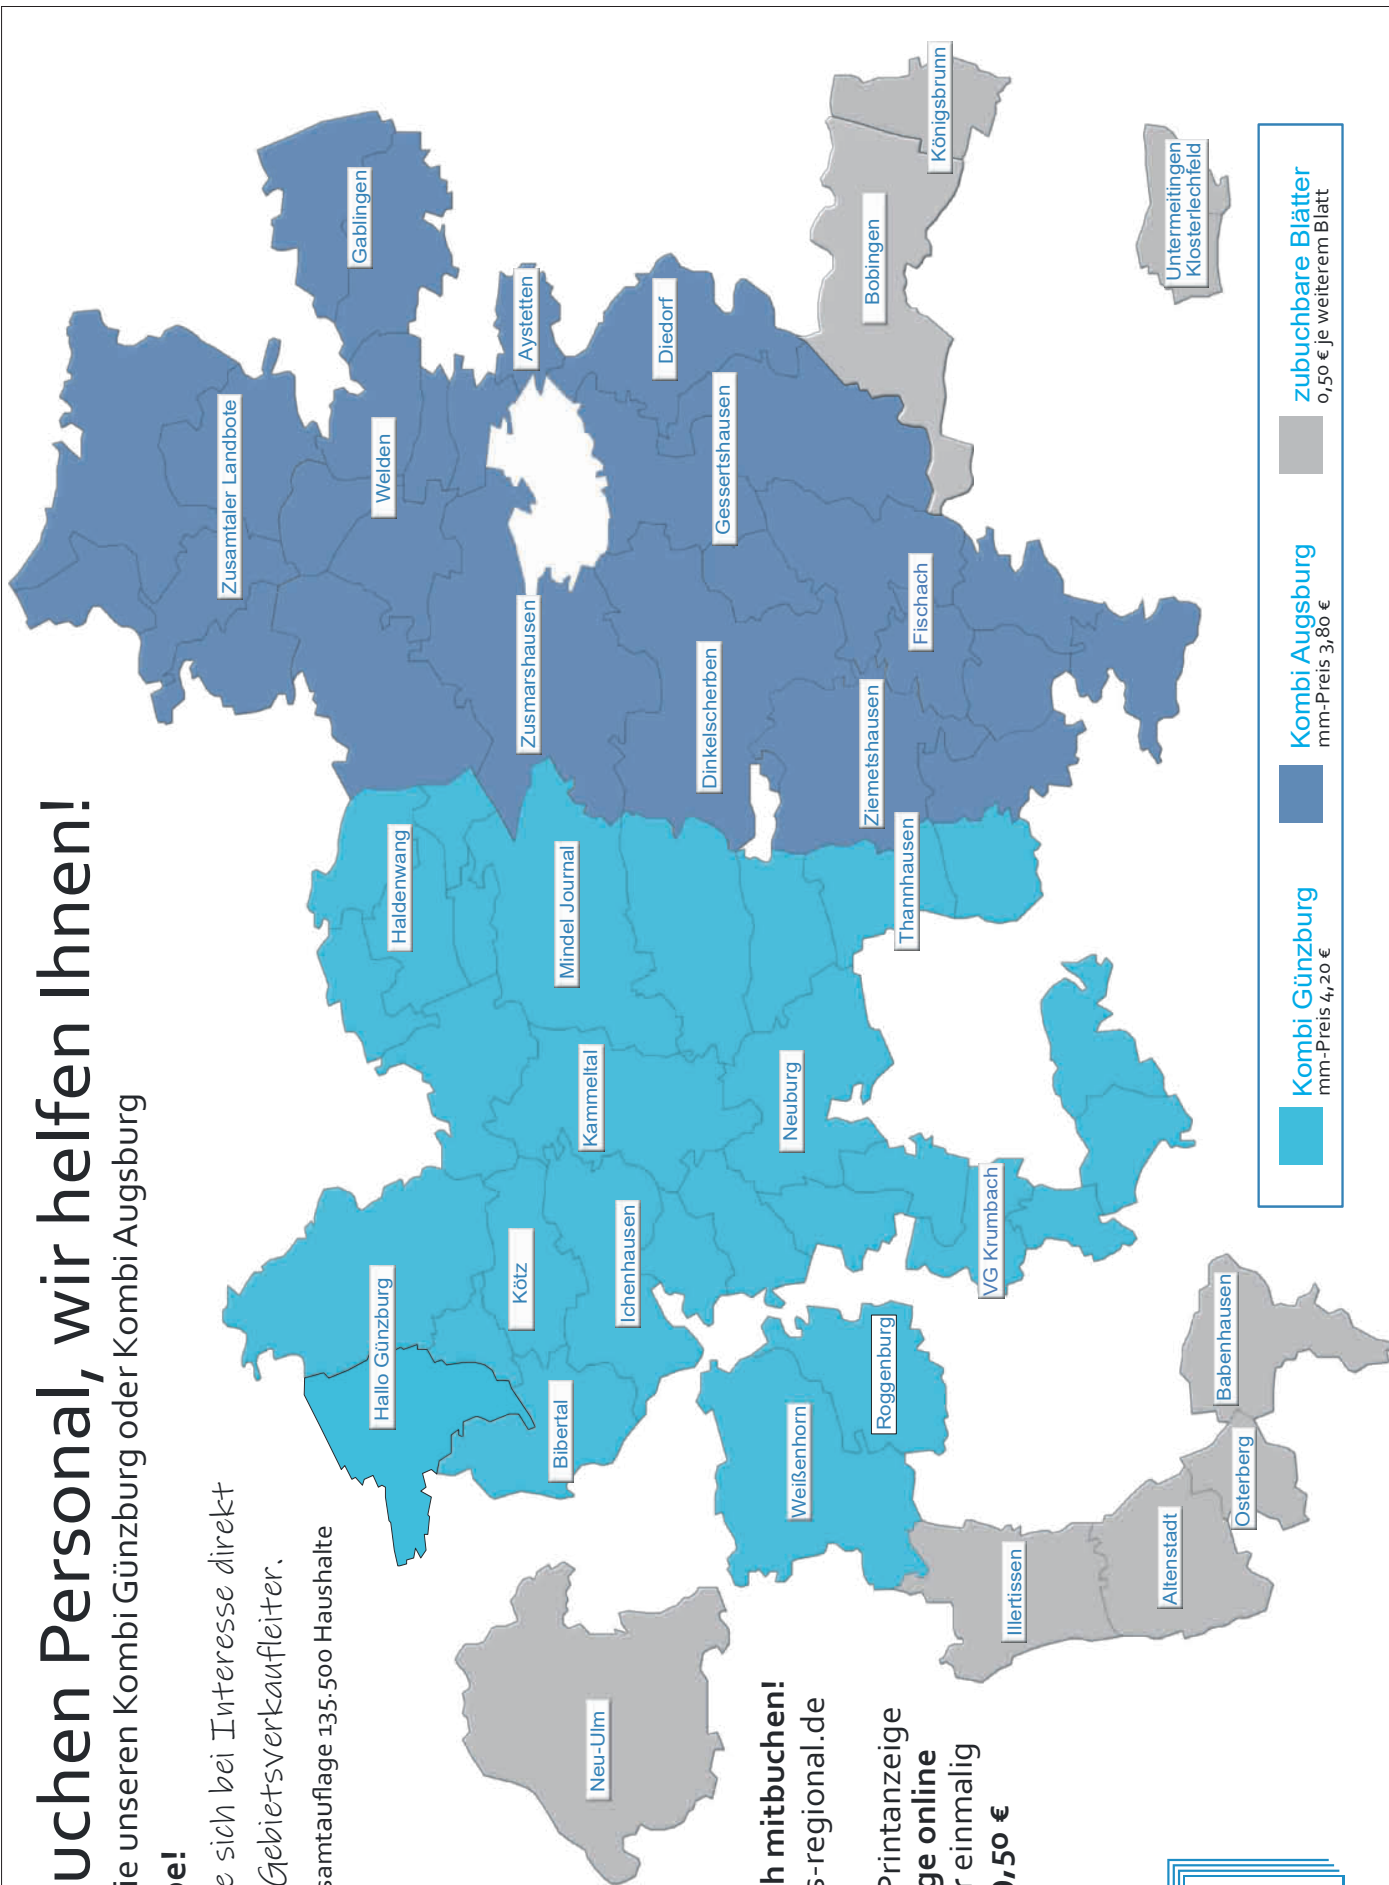 uchen Personal, wir helfen Ihnen!
ie unseren Kombi Günzburg oder Kombi Augsburg
be!
e sich bei Interesse direkt
Gebietsverkaufleiter.
samtauflage 135.500 Haushalte
h mitbuchen!
s-regional.de
Printanzeige
ge online
r einmalig
0,50 €
Neu-Ulm
Illertissen
Altenstadt
Osterberg
Babenhausen
Weißenhorn
Roggenburg
Bibertal
Hallo Günzburg
Kötz
Ichenhausen
VG Krumbach
Kammeltal
Neuburg
Haldenwang
Mindel Journal
Thannhausen
Ziemetshausen
Dinkelscherben
Zusmarshausen
Fischach
Zusamtaler Landbote
Welden
Gessertshausen
Aystetten
Diedorf
Gablingen
Bobingen
Königsbrunn
Untermeitingen
Klosterlechfeld
Kombi Günzburg
mm-Preis 4,20 €
Kombi Augsburg
mm-Preis 3,80 €
zubuchbare Blätter
0,50 € je weiterem Blatt